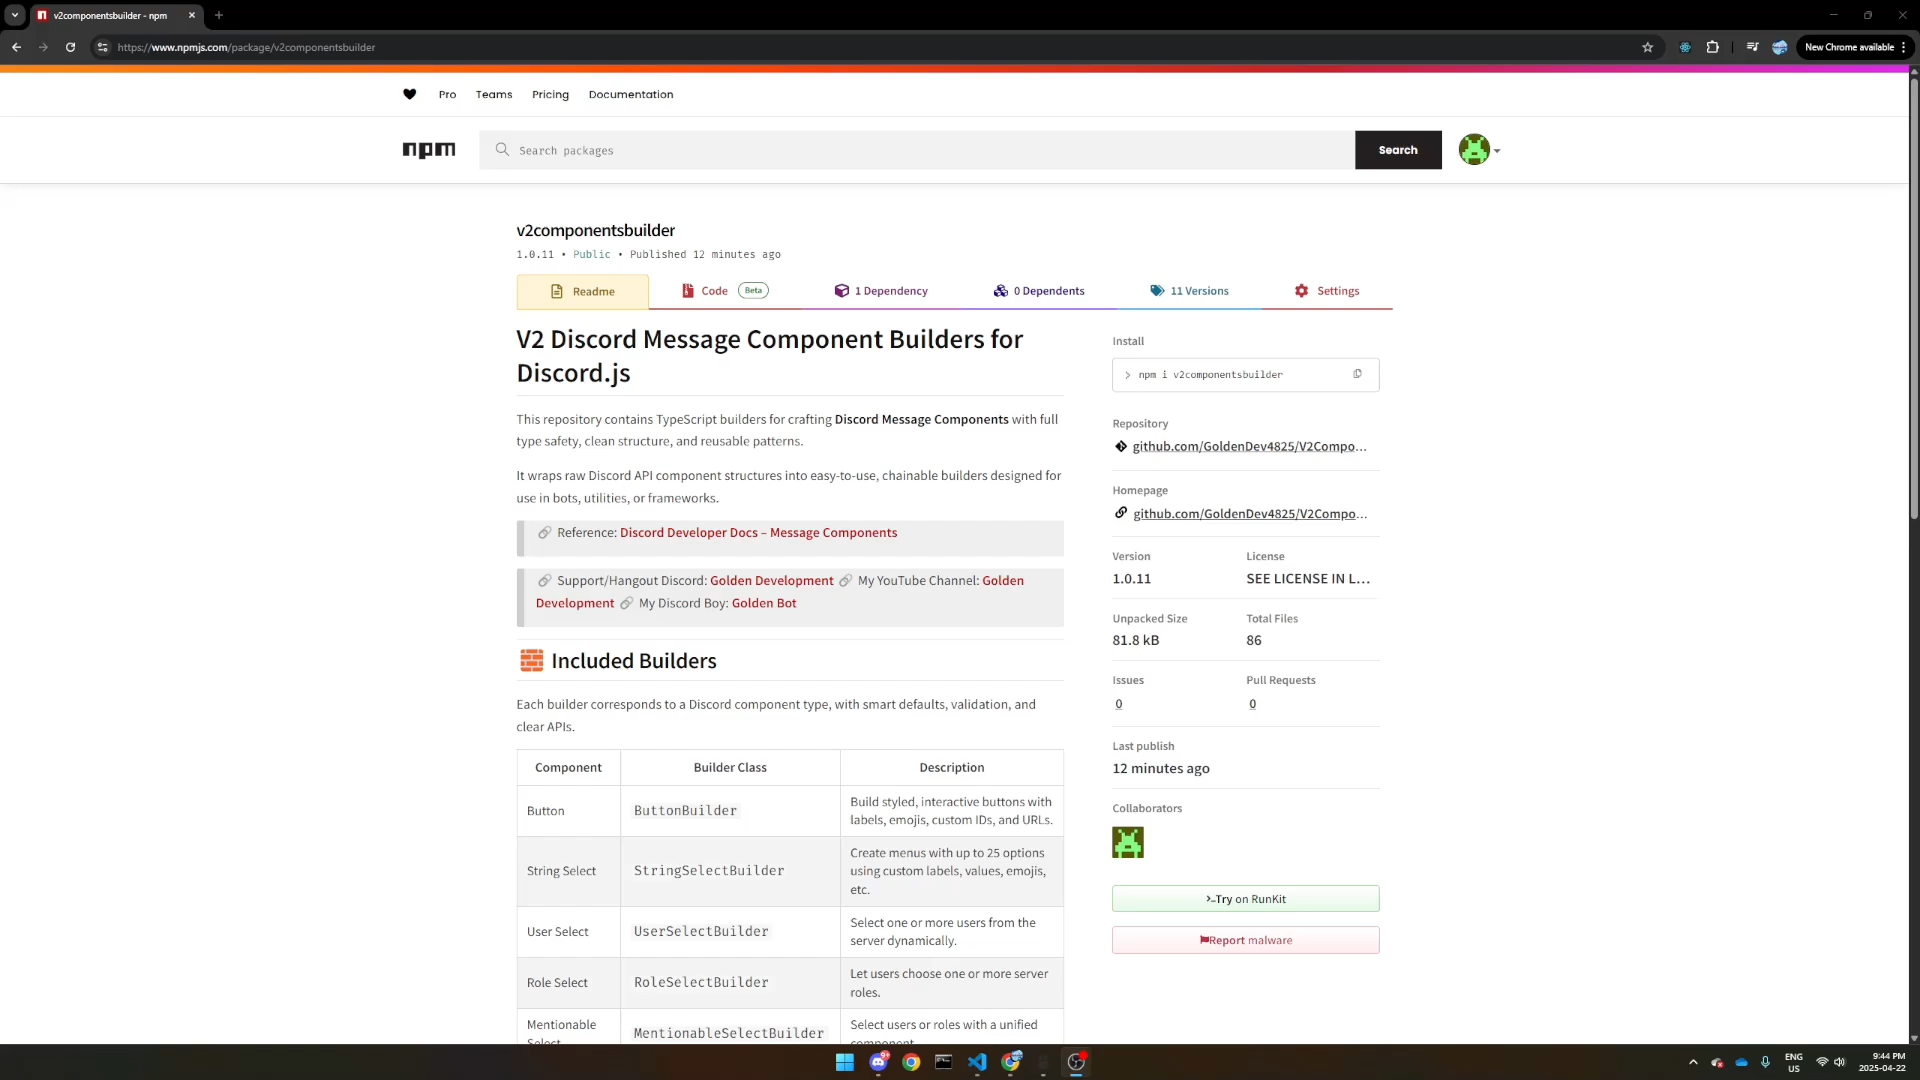 v2componentsbuilder - npm
https://www.npmjs.com/package/v2componentsbuilder
New Chrome available
Pro Teams Pricing Documentation
npm
Search packages
Search
v2componentsbuilder
1.0.11 • Public • Published 12 minutes ago
Readme
Code Beta
1 Dependency
0 Dependents
11 Versions
Settings
V2 Discord Message Component Builders for
Discord.js
This repository contains TypeScript builders for crafting Discord Message Components with full
type safety, clean structure, and reusable patterns.
It wraps raw Discord API component structures into easy-to-use, chainable builders designed for
use in bots, utilities, or frameworks.
🔗 Reference: Discord Developer Docs – Message Components
🔗 Support/Hangout Discord: Golden Development 🔗 My YouTube Channel: Golden
Development 🔗 My Discord Boy: Golden Bot
🧱 Included Builders
Each builder corresponds to a Discord component type, with smart defaults, validation, and
clear APIs.
Component Builder Class Description
Button ButtonBuilder Build styled, interactive buttons with
labels, emojis, custom IDs, and URLs.
String Select StringSelectBuilder Create menus with up to 25 options
using custom labels, values, emojis,
etc.
User Select UserSelectBuilder Select one or more users from the
server dynamically.
Role Select RoleSelectBuilder Let users choose one or more server
roles.
Mentionable
Select MentionableSelectBuilder Select users or roles with a unified
component.
Install
> npm i v2componentsbuilder
Repository
github.com/GoldenDev4825/V2Compo...
Homepage
github.com/GoldenDev4825/V2Compo...
Version License
1.0.11 SEE LICENSE IN L...
Unpacked Size Total Files
81.8 kB 86
Issues Pull Requests
0 0
Last publish
12 minutes ago
Collaborators
>_Try on RunKit
Report malware
9+
ENG
US
9:44 PM
2025-04-22